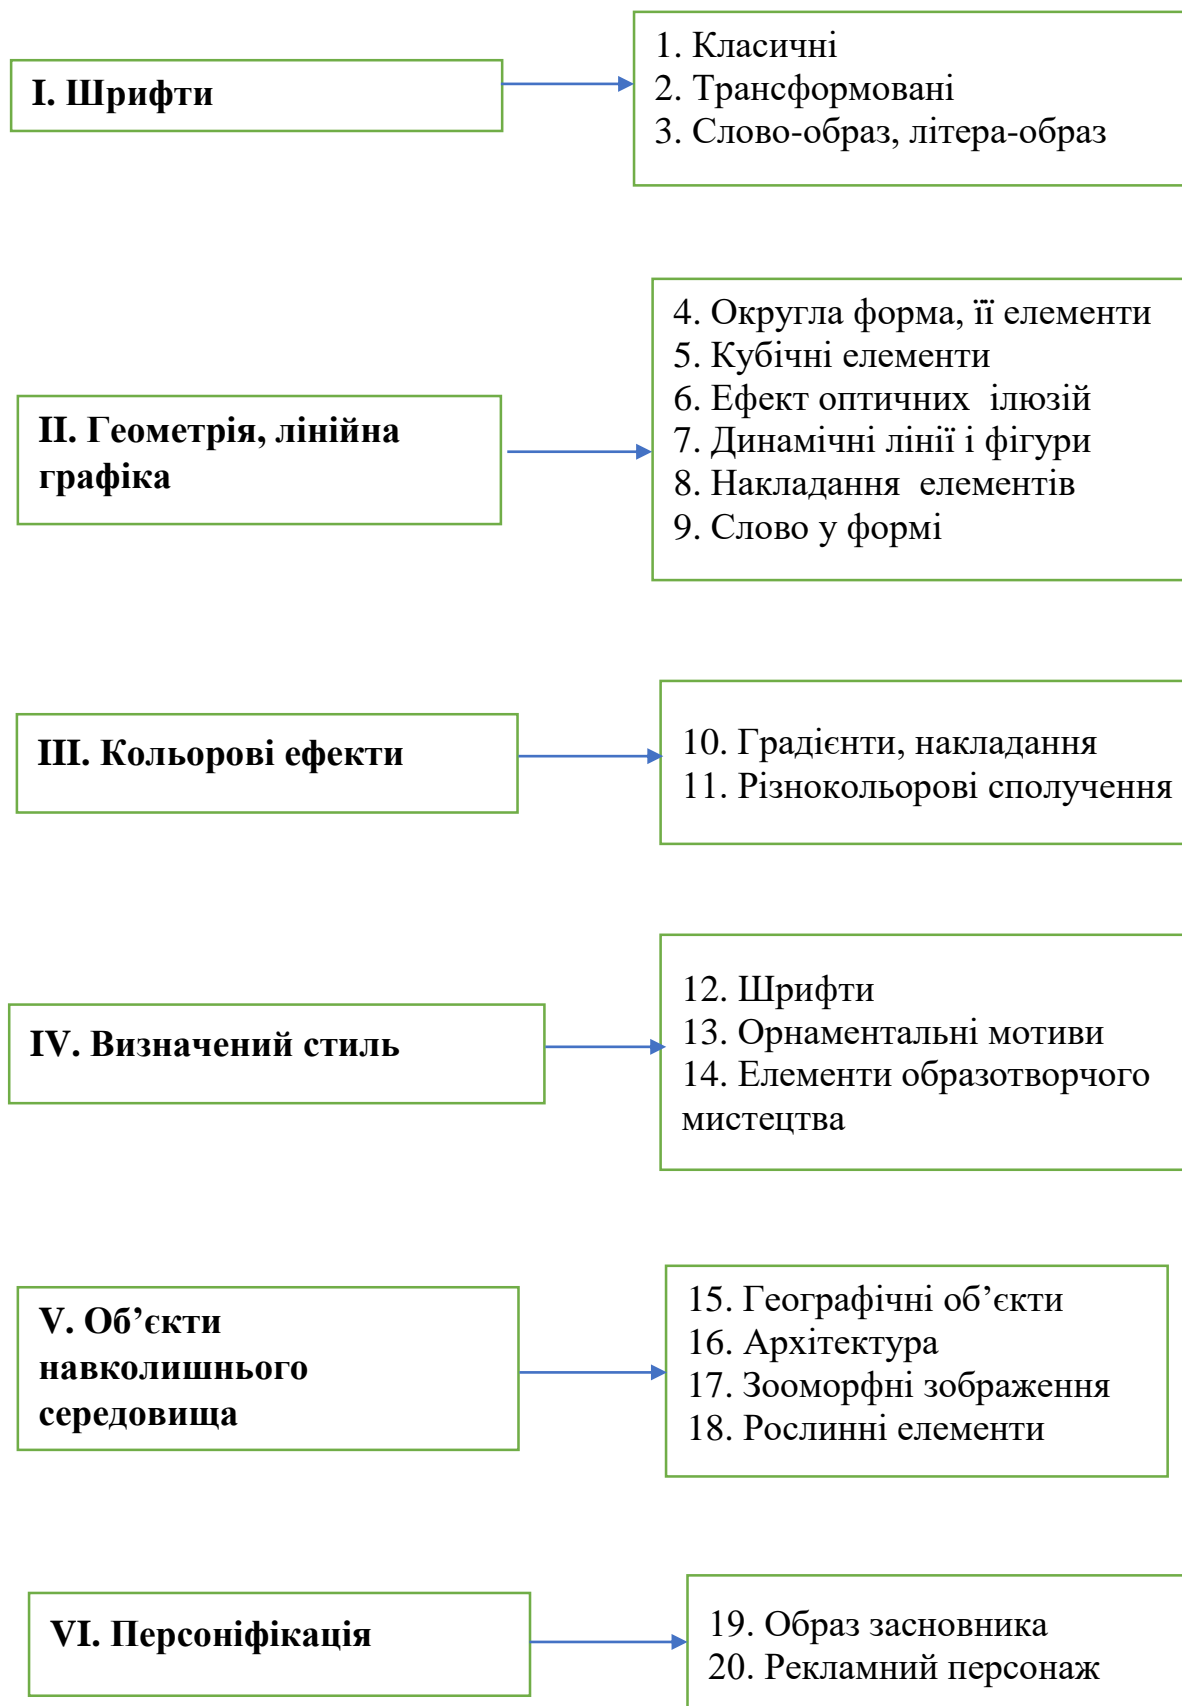 I. Шрифти
1. Класичні
2. Трансформовані
3. Слово-образ, літера-образ
II. Геометрія, лінійна
графіка
4. Округла форма, її елементи
5. Кубічні елементи
6. Ефект оптичних ілюзій
7. Динамічні лінії і фігури
8. Накладання елементів
9. Слово у формі
III. Кольорові ефекти
10. Градієнти, накладання
11. Різнокольорові сполучення
IV. Визначений стиль
12. Шрифти
13. Орнаментальні мотиви
14. Елементи образотворчого
мистецтва
V. Об’єкти
навколишнього
середовища
15. Географічні об’єкти
16. Архітектура
17. Зооморфні зображення
18. Рослинні елементи
VI. Персоніфікація
19. Образ засновника
20. Рекламний персонаж